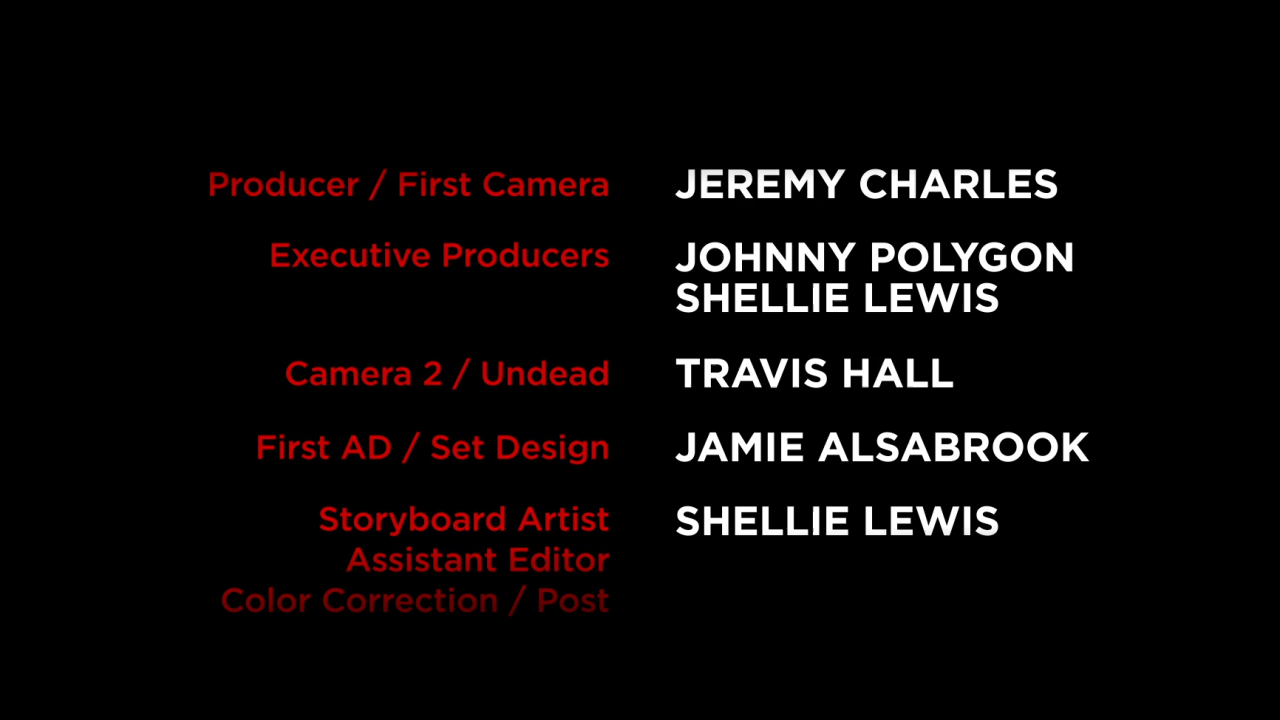 Producer / First Camera JEREMY CHARLES
Executive Producers JOHNNY POLYGON
SHELLIE LEWIS
Camera 2 / Undead TRAVIS HALL
First AD / Set Design JAMIE ALSABROOK
Storyboard Artist SHELLIE LEWIS
Assistant Editor
Color Correction / Post